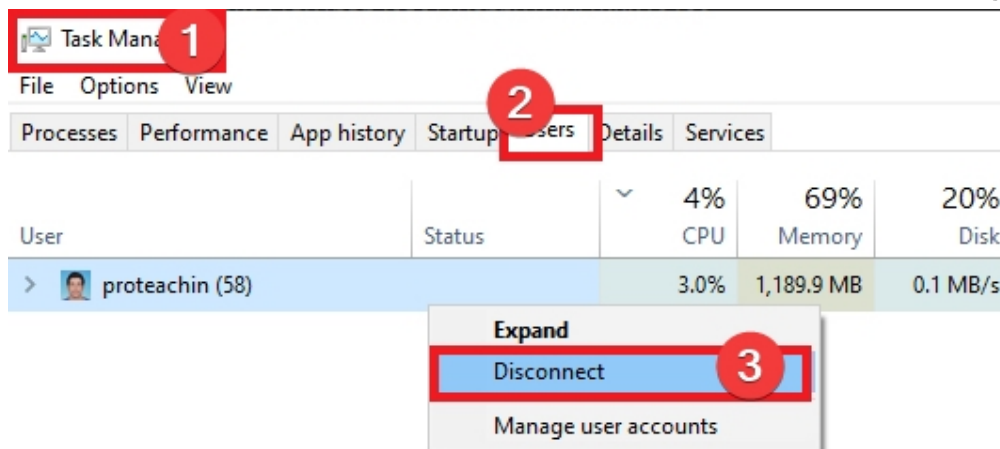 Task Mana 1
File Options View
2
Processes Performance App history Startup Users Details Services
4% 69% 20%
User Status CPU Memory Disk
proteachin (58) 3.0% 1,189.9 MB 0.1 MB/s
Expand
Disconnect 3
Manage user accounts